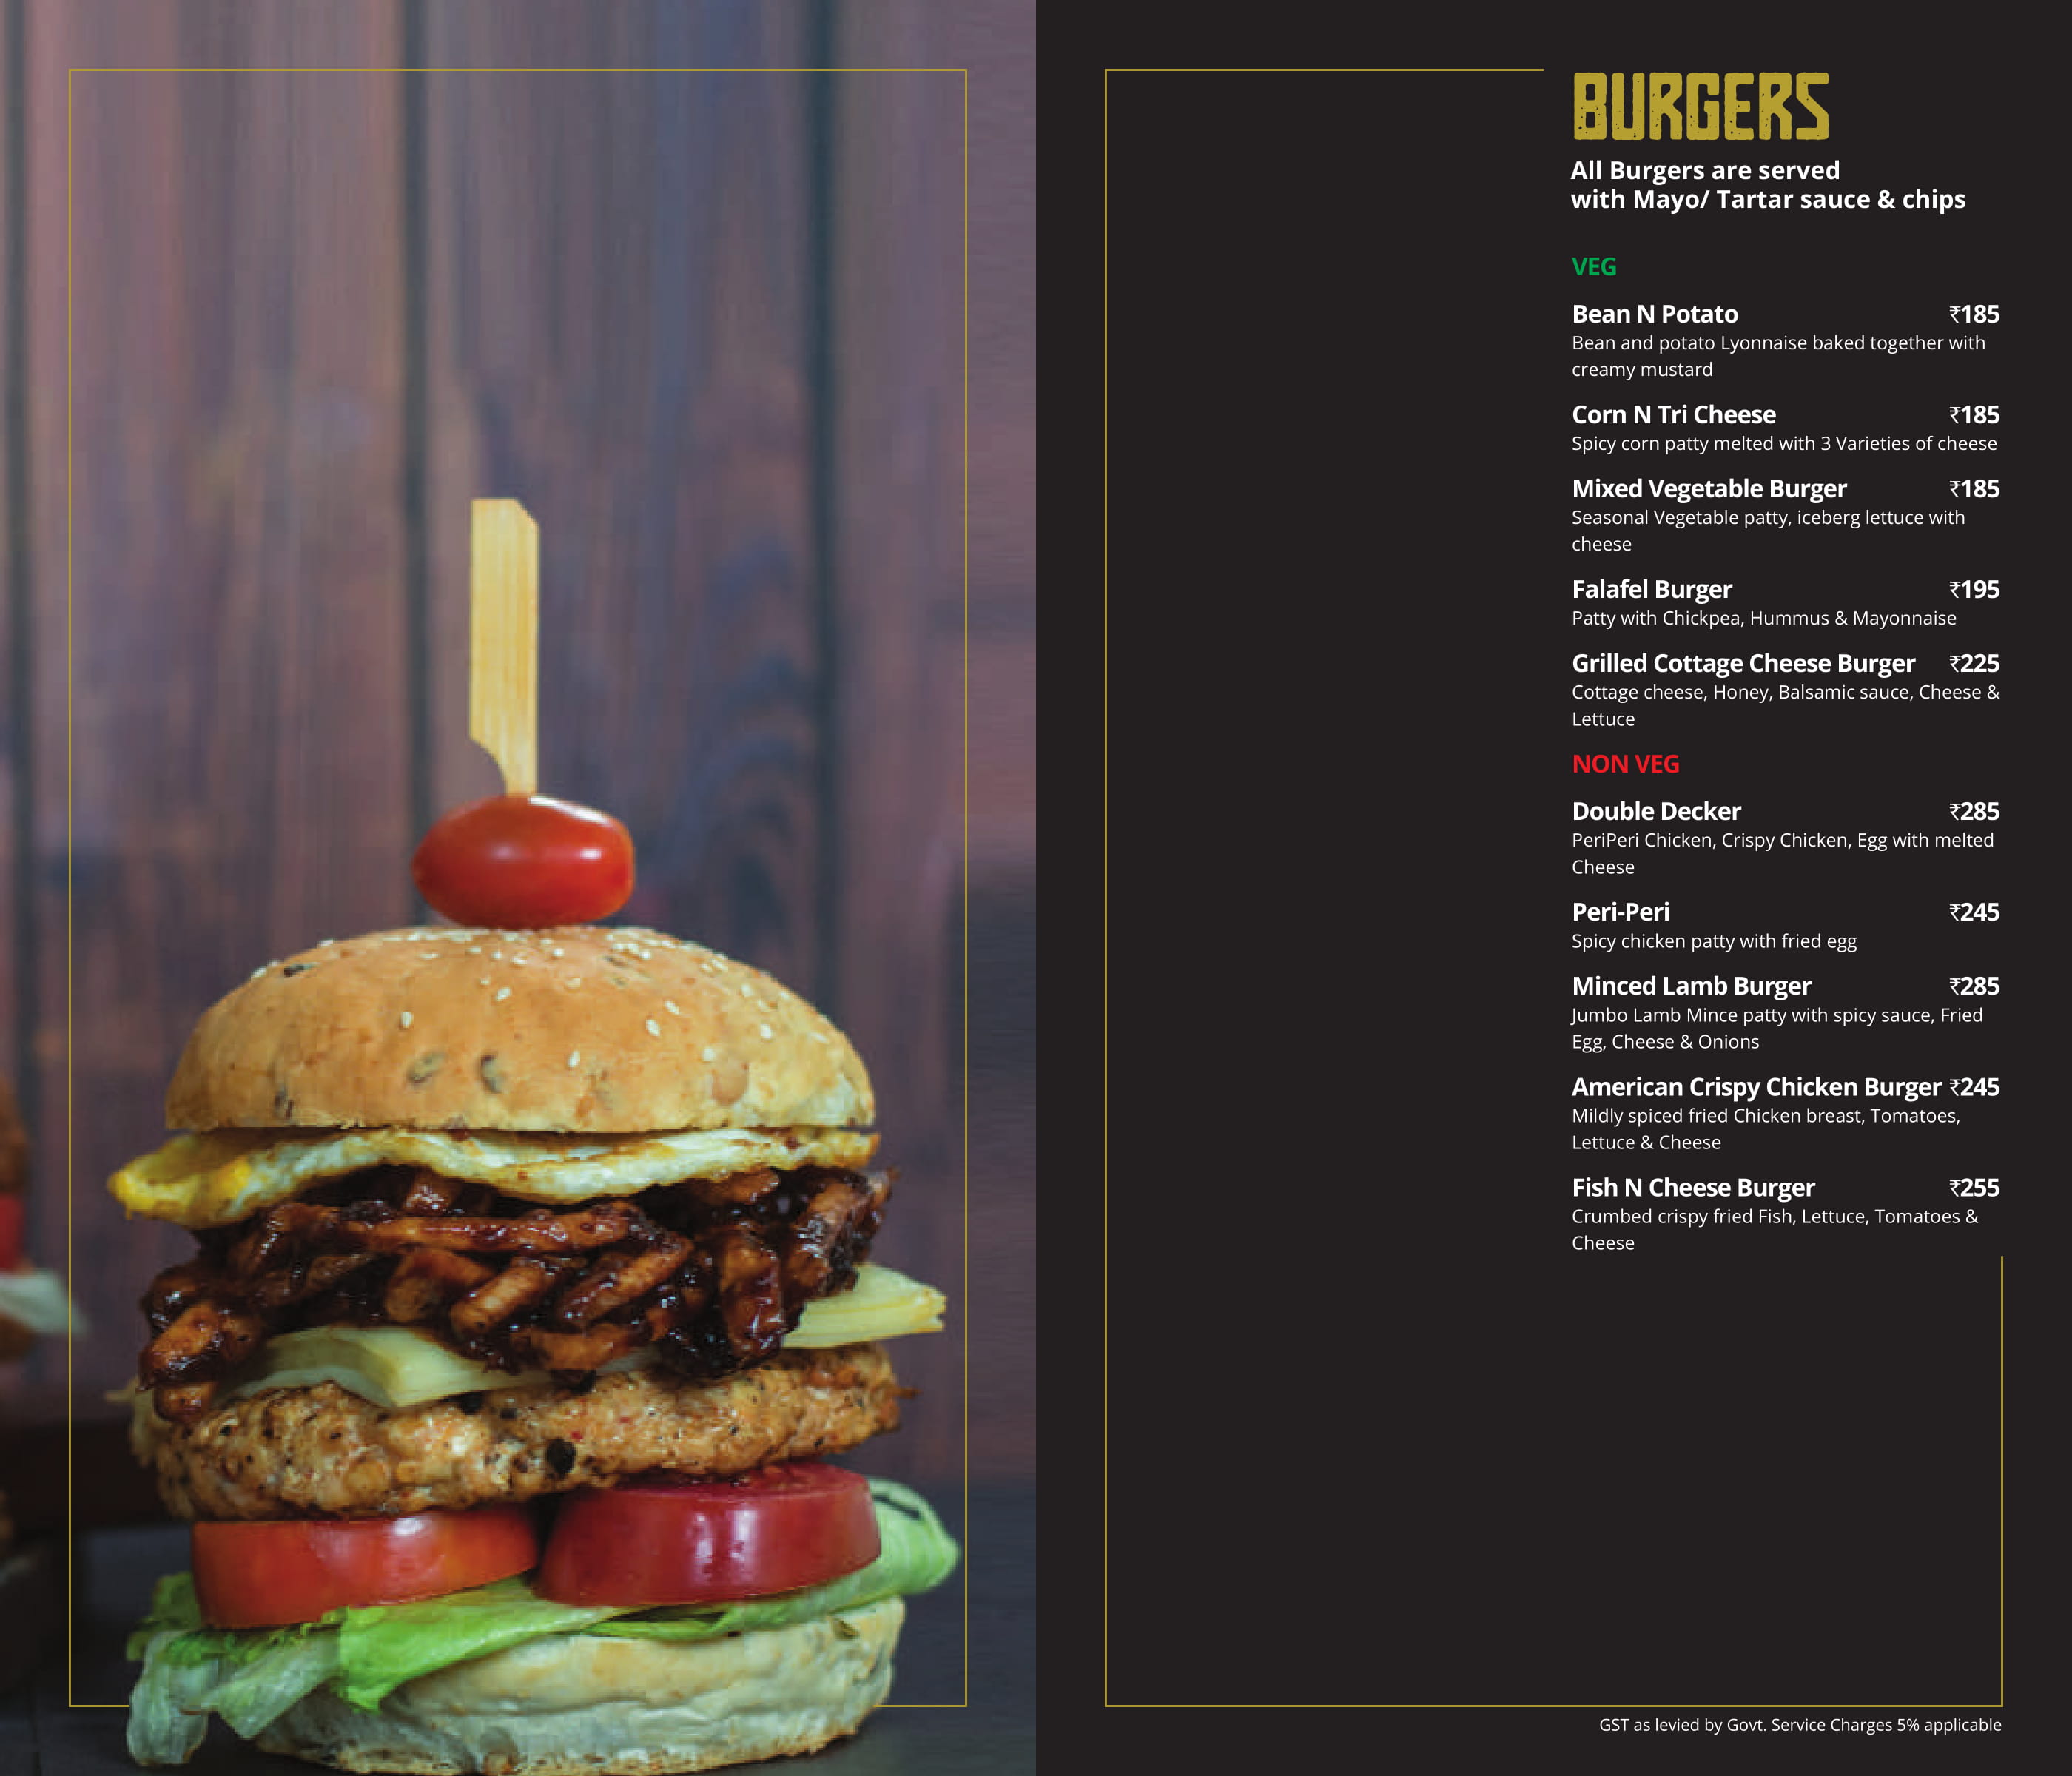 BURGERS
All Burgers are served
with Mayo/ Tartar sauce & chips
VEG
Bean N Potato ₹185
Bean and potato Lyonnaise baked together with
creamy mustard
Corn N Tri Cheese ₹185
Spicy corn patty melted with 3 Varieties of cheese
Mixed Vegetable Burger ₹185
Seasonal Vegetable patty, iceberg lettuce with
cheese
Falafel Burger ₹195
Patty with Chickpea, Hummus & Mayonnaise
Grilled Cottage Cheese Burger ₹225
Cottage cheese, Honey, Balsamic sauce, Cheese &
Lettuce
NON VEG
Double Decker ₹285
PeriPeri Chicken, Crispy Chicken, Egg with melted
Cheese
Peri-Peri ₹245
Spicy chicken patty with fried egg
Minced Lamb Burger ₹285
Jumbo Lamb Mince patty with spicy sauce, Fried
Egg, Cheese & Onions
American Crispy Chicken Burger ₹245
Mildly spiced fried Chicken breast, Tomatoes,
Lettuce & Cheese
Fish N Cheese Burger ₹255
Crumbed crispy fried Fish, Lettuce, Tomatoes &
Cheese
GST as levied by Govt. Service Charges 5% applicable